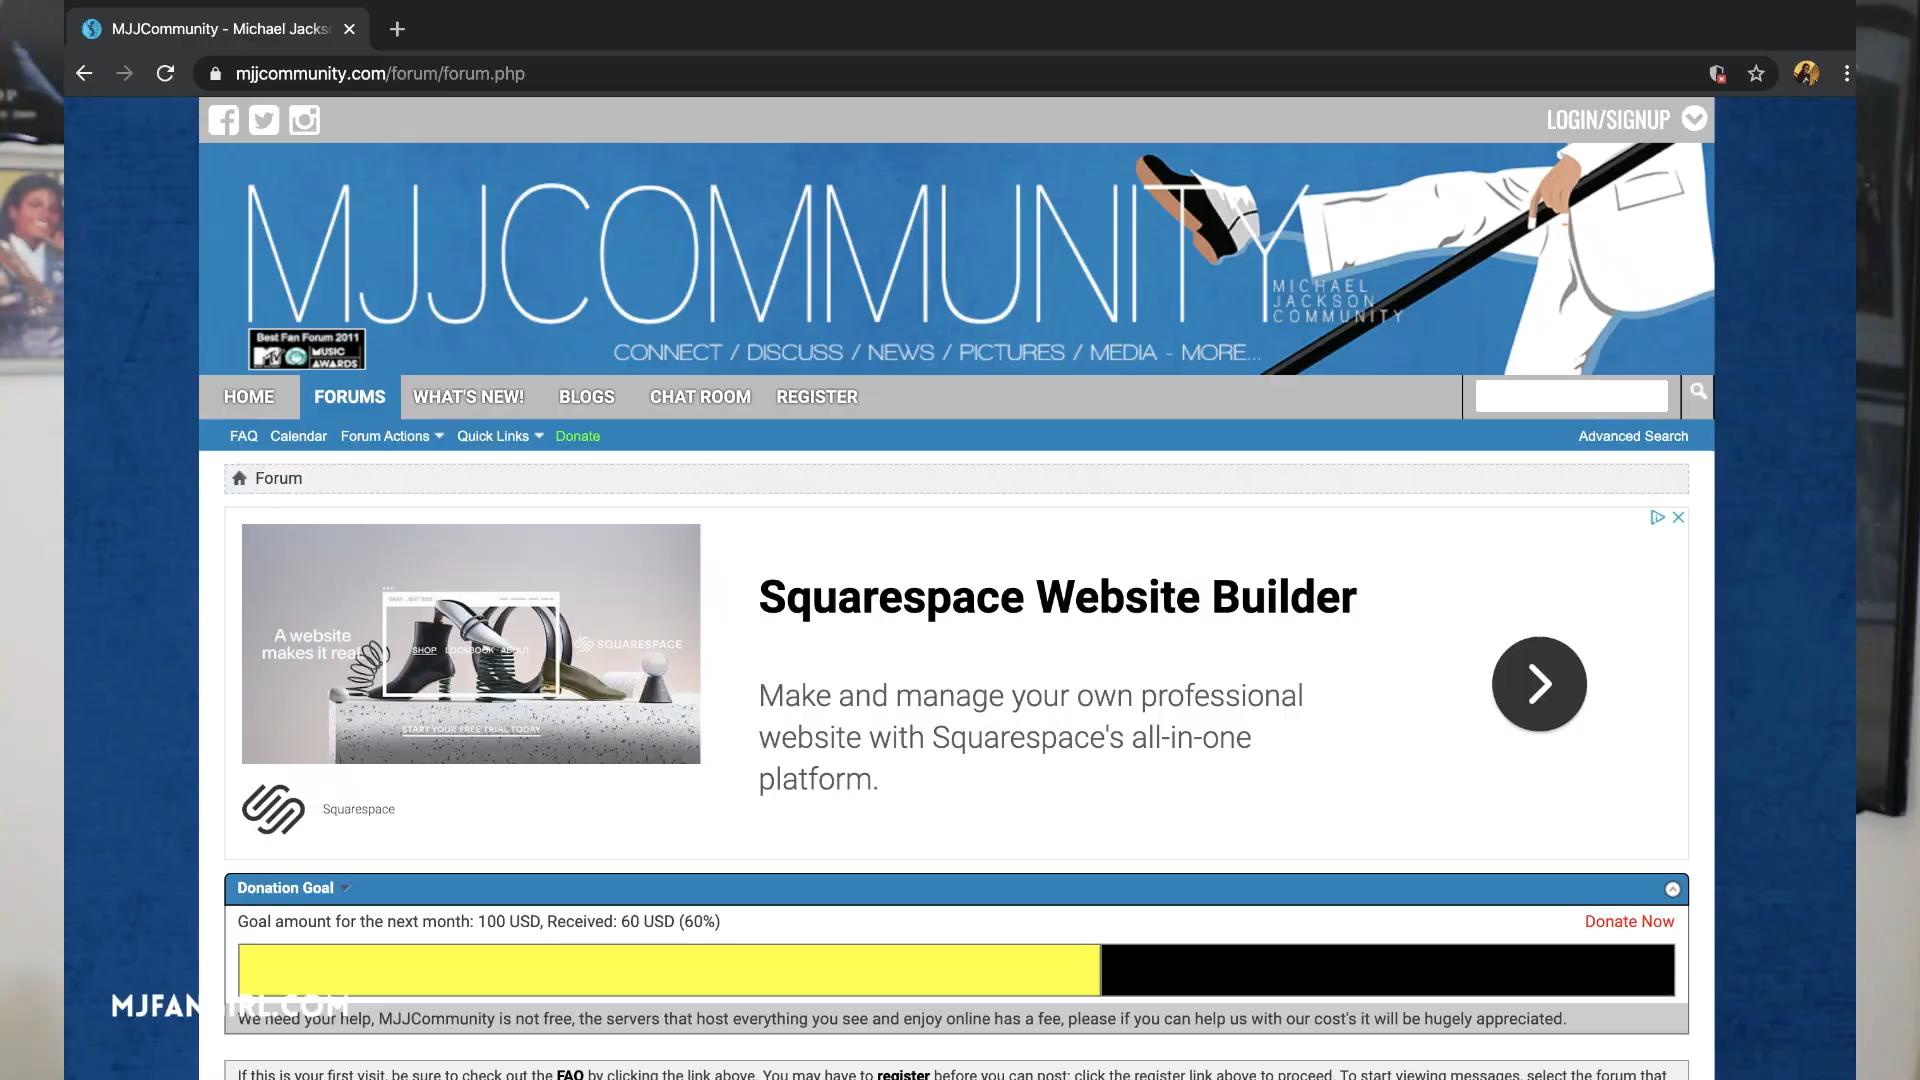 MJJCommunity - Michael Jacks
mjjcommunity.com/forum/forum.php
LOGIN/SIGNUP
MJJCOMMUNITY
MICHAEL
JACKSON
COMMUNITY
Best Fan Forum 2011
MTV MUSIC
AWARDS
CONNECT / DISCUSS / NEWS / PICTURES / MEDIA - MORE...
HOME FORUMS WHAT'S NEW! BLOGS CHAT ROOM REGISTER
FAQ Calendar Forum Actions Quick Links Donate Advanced Search
Forum
A website
makes it real.
SHOP LOOKBOOK ABOUT
SQUARESPACE
START YOUR FREE TRIAL TODAY
Squarespace
Squarespace Website Builder
Make and manage your own professional
website with Squarespace's all-in-one
platform.
Donation Goal
Goal amount for the next month: 100 USD, Received: 60 USD (60%) Donate Now
MJFANGIRL.COM
We need your help, MJJCommunity is not free, the servers that host everything you see and enjoy online has a fee, please if you can help us with our cost's it will be hugely appreciated.
If this is your first visit, be sure to check out the FAQ by clicking the link above. You may have to register before you can post: click the register link above to proceed. To start viewing messages, select the forum that